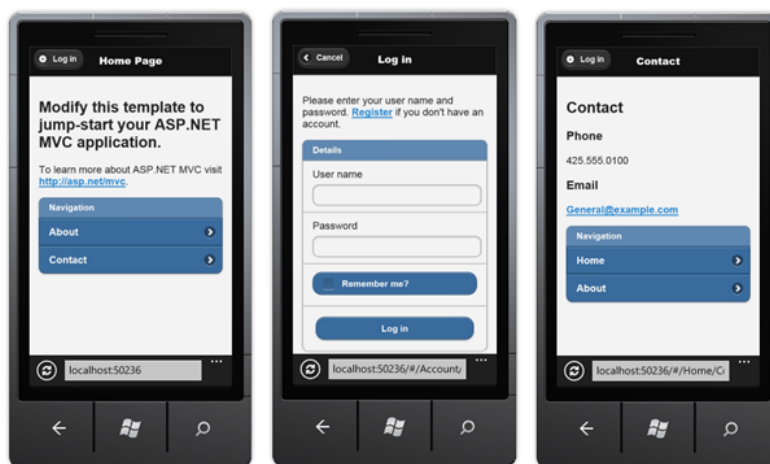 Log in
Home Page
Modify this template to
jump-start your ASP.NET
MVC application.
To learn more about ASP.NET MVC visit
http://asp.net/mvc.
Navigation
About
Contact
localhost:50236
Cancel
Log in
Please enter your user name and
password. Register if you don't have an
account.
Details
User name
Password
Remember me?
Log in
localhost:50236/#/Account/
Log in
Contact
Contact
Phone
425.555.0100
Email
General@example.com
Navigation
Home
About
localhost:50236/#/Home/C